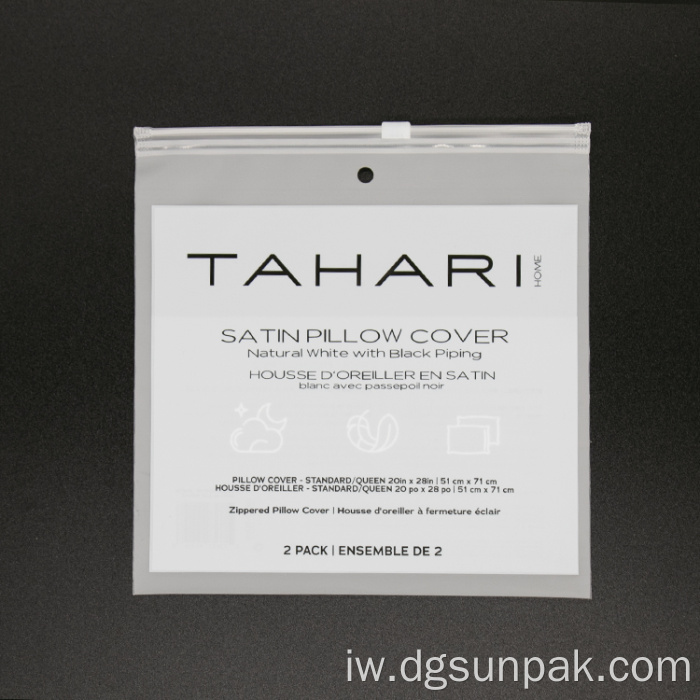 TAHARI HOME
SATIN PILLOW COVER
Natural White with Black Piping
HOUSSE D'OREILLER EN SATIN
blanc avec passepoil noir
PILLOW COVER - STANDARD/QUEEN 20in x 28in | 51 cm x 71 cm
HOUSSE D'OREILLER - STANDARD/QUEEN 20 po x 28 po | 51 cm x 71 cm
Zippered Pillow Cover | Housse d'oreiller à fermeture éclair
2 PACK | ENSEMBLE DE 2
iw.dgsunpak.com